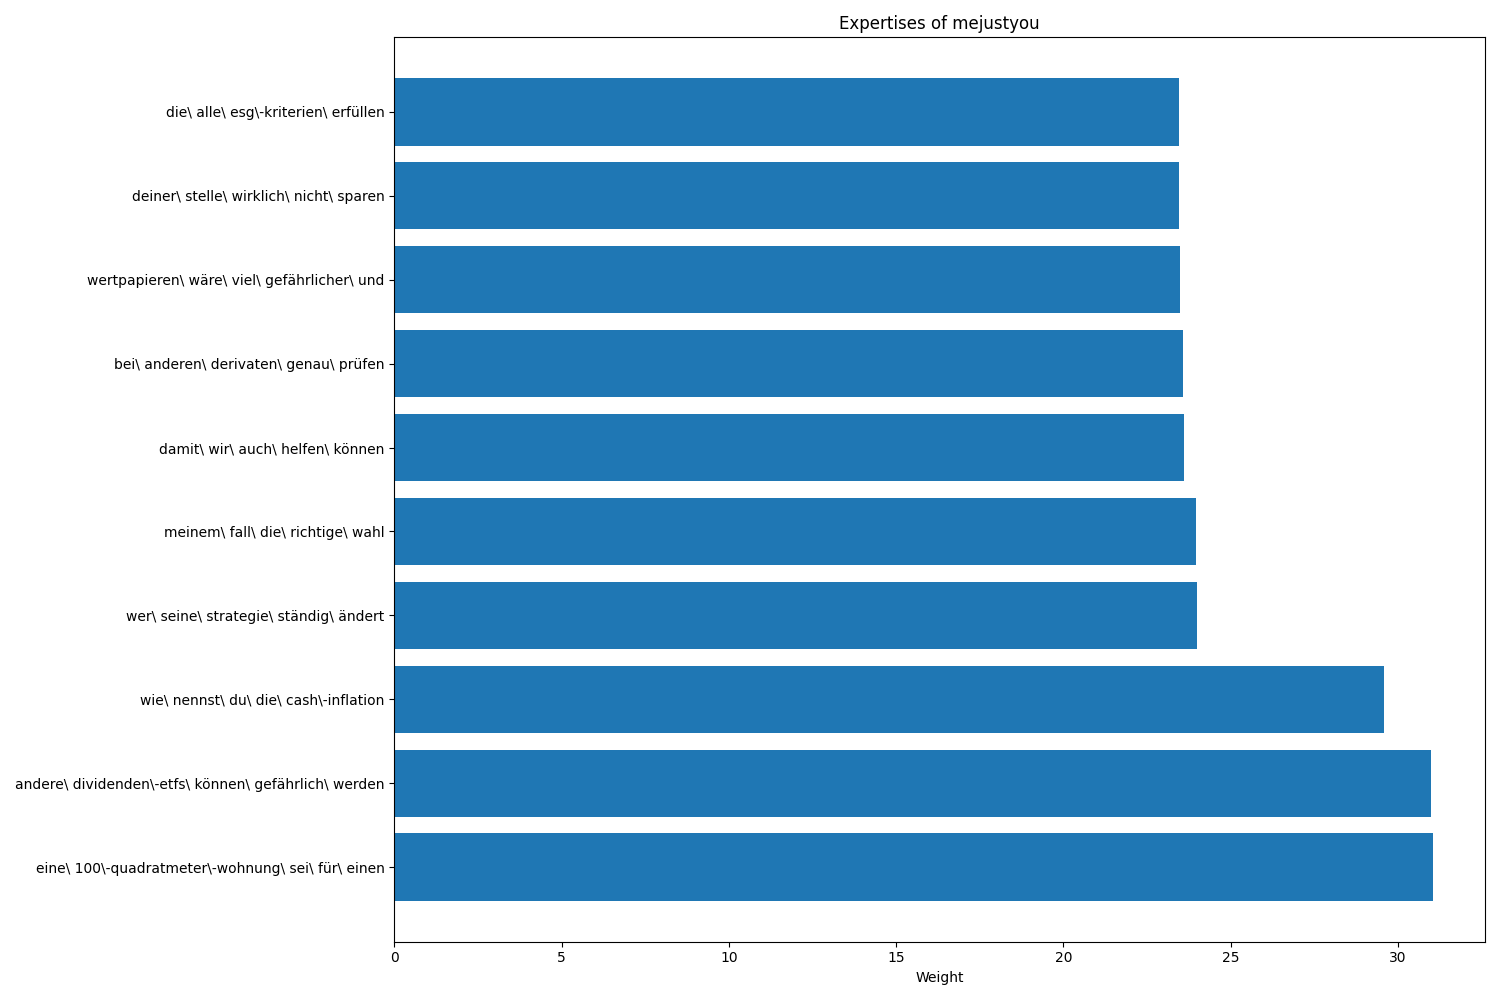 Expertises of mejustyou
die\ alle\ esg\-kriterien\ erfüllen
deiner\ stelle\ wirklich\ nicht\ sparen
wertpapieren\ wäre\ viel\ gefährlicher\ und
bei\ anderen\ derivaten\ genau\ prüfen
damit\ wir\ auch\ helfen\ können
meinem\ fall\ die\ richtige\ wahl
wer\ seine\ strategie\ ständig\ ändert
wie\ nennst\ du\ die\ cash\-inflation
andere\ dividenden\-etfs\ können\ gefährlich\ werden
eine\ 100\-quadratmeter\-wohnung\ sei\ für\ einen
0 5 10 15 20 25 30
Weight